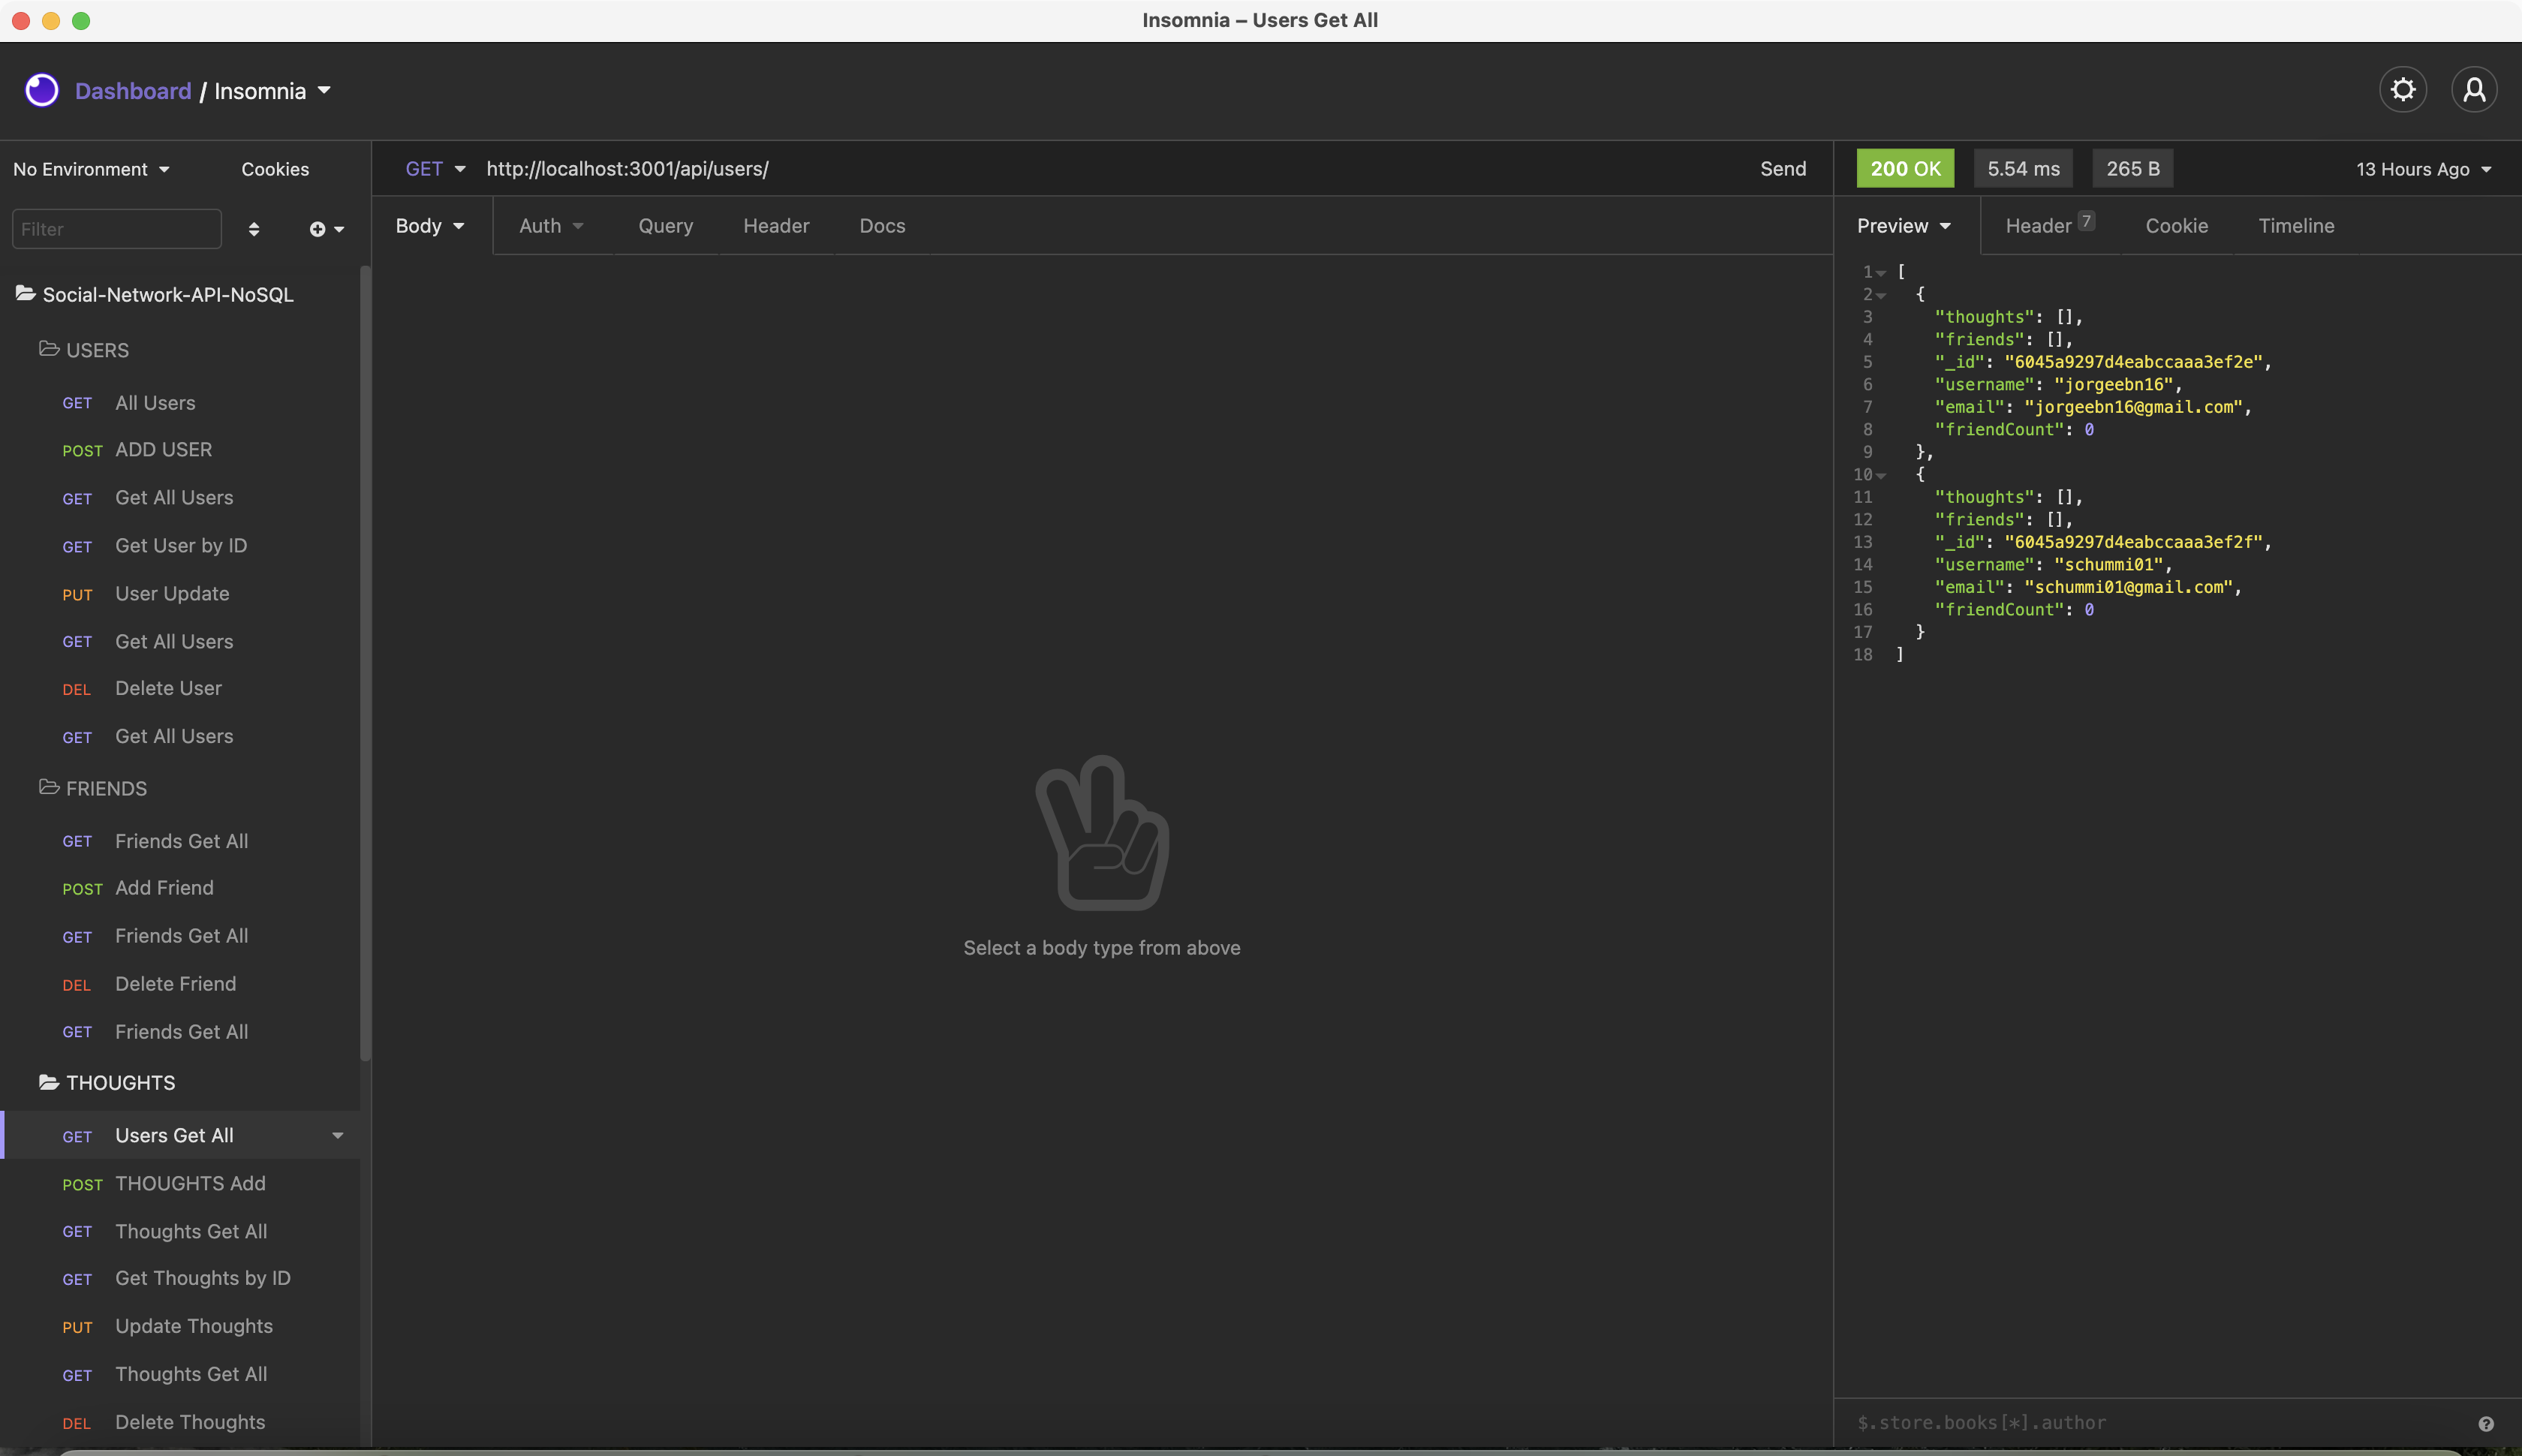 Insomnia – Users Get All
Dashboard / Insomnia
No Environment
Cookies
Filter
Social-Network-API-NoSQL
USERS
GET All Users
POST ADD USER
GET Get All Users
GET Get User by ID
PUT User Update
GET Get All Users
DEL Delete User
GET Get All Users
FRIENDS
GET Friends Get All
POST Add Friend
GET Friends Get All
DEL Delete Friend
GET Friends Get All
THOUGHTS
GET Users Get All
POST THOUGHTS Add
GET Thoughts Get All
GET Get Thoughts by ID
PUT Update Thoughts
GET Thoughts Get All
DEL Delete Thoughts
GET http://localhost:3001/api/users/ Send
Body Auth Query Header Docs
Select a body type from above
200 OK 5.54 ms 265 B 13 Hours Ago
Preview Header 7 Cookie Timeline
1 [
2 {
3 "thoughts": [],
4 "friends": [],
5 "_id": "6045a9297d4eabccaaa3ef2e",
6 "username": "jorgeebn16",
7 "email": "jorgeebn16@gmail.com",
8 "friendCount": 0
9 },
10 {
11 "thoughts": [],
12 "friends": [],
13 "_id": "6045a9297d4eabccaaa3ef2f",
14 "username": "schummi01",
15 "email": "schummi01@gmail.com",
16 "friendCount": 0
17 }
18 ]
$.store.books[*].author